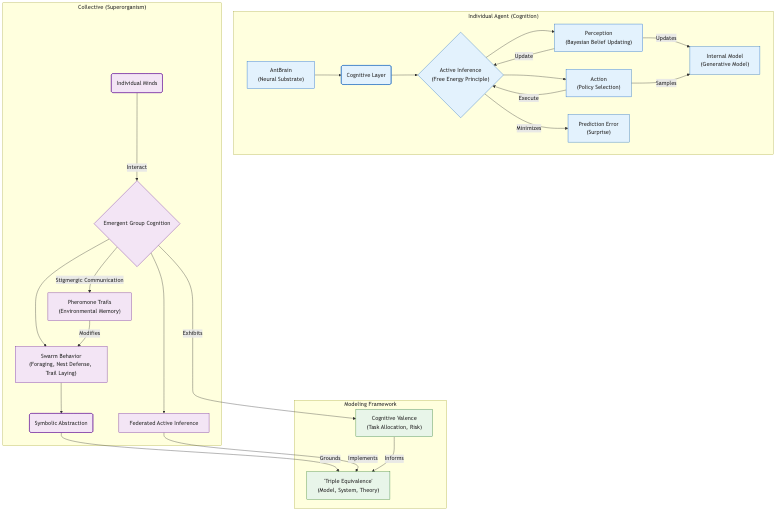 Collective (Superorganism)
Individual Minds
Interact
Emergent Group Cognition
Stigmergic Communication
Pheromone Traits
(Environmental Memory)
Modifies
Exhibits
Swarm Behavior
(Foraging, Nest Defense,
Trail Laying)
Symbolic Abstraction
Federated Active Inference
Individual Agent (Cognition)
AntBrain
(Neural Substrate)
Cognitive Layer
Active Inference
(Free Energy Principle)
Perception
(Bayesian Belief Updating)
Update
Updates
Action
(Policy Selection)
Execute
Samples
Internal Model
(Generative Model)
Minimizes
Prediction Error
(Surprise)
Modeling Framework
Cognitive Valence
(Task Allocation, Risk)
Grounds
Implements
Informs
'Triple Equivalence'
(Model, System, Theory)